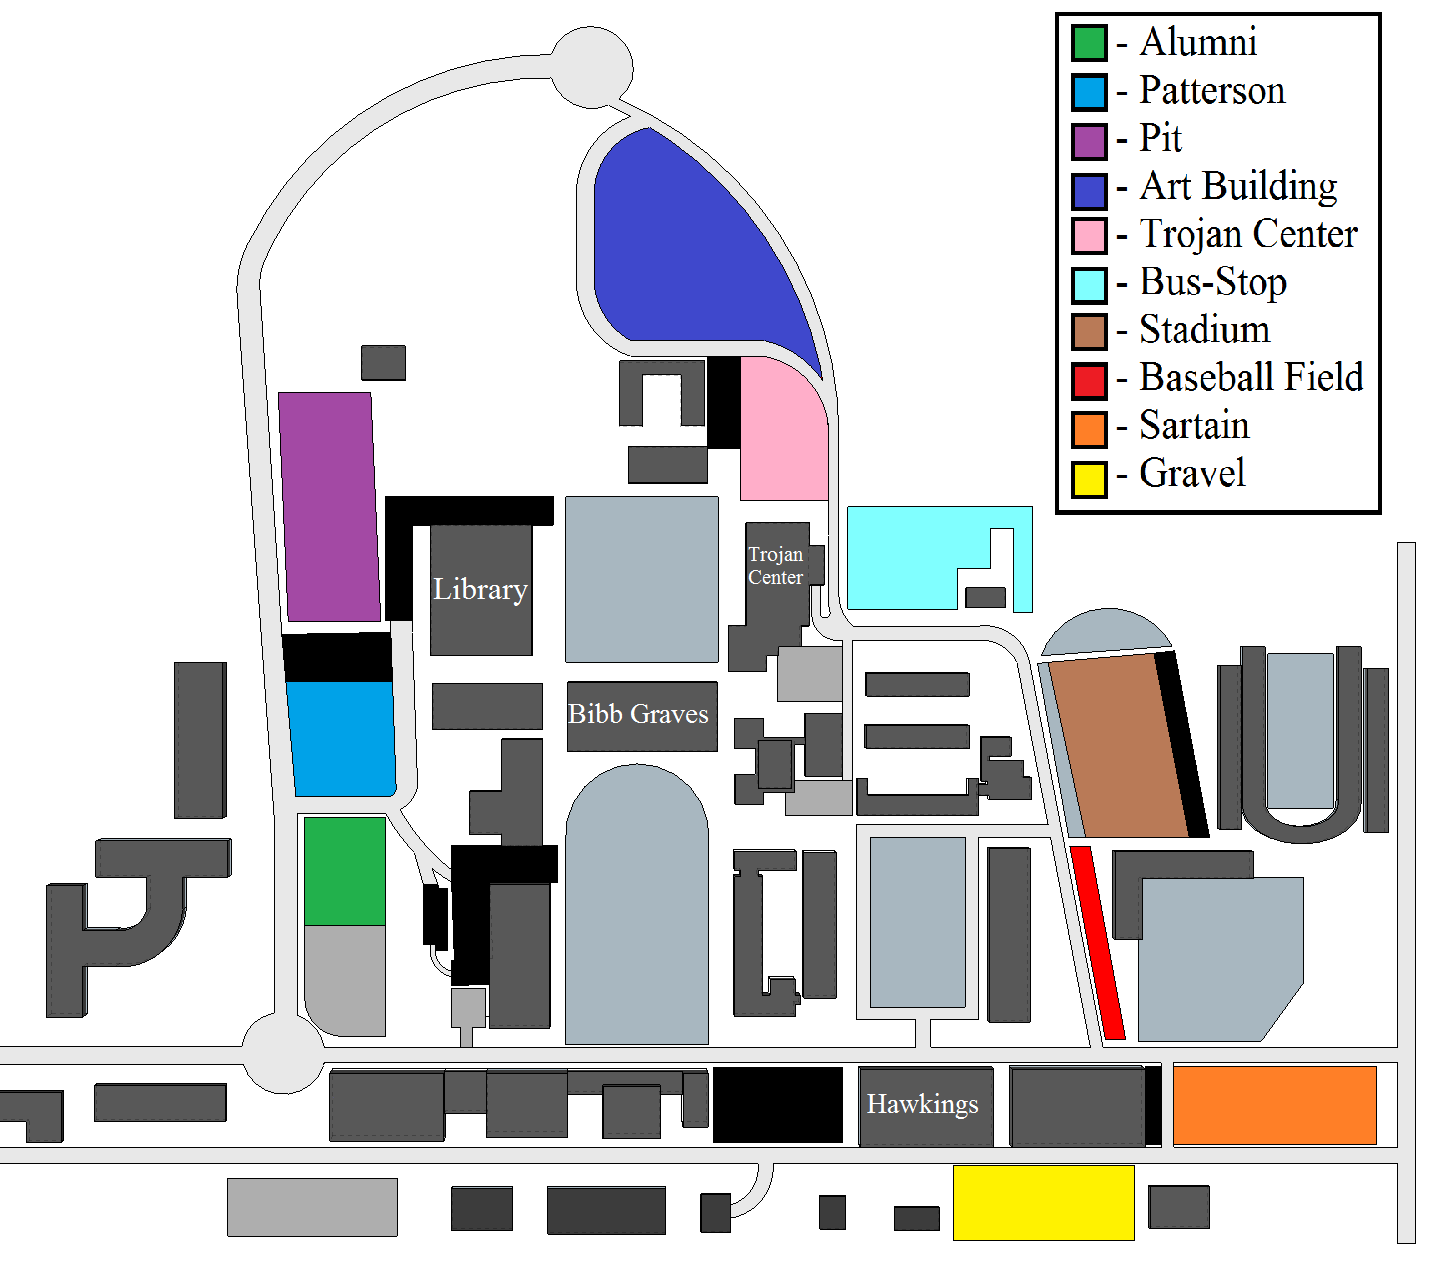 - Alumni
- Patterson
- Pit
- Art Building
- Trojan Center
- Bus-Stop
- Stadium
- Baseball Field
- Sartain
- Gravel
Trojan
Center
Library
Bibb Graves
Hawkings